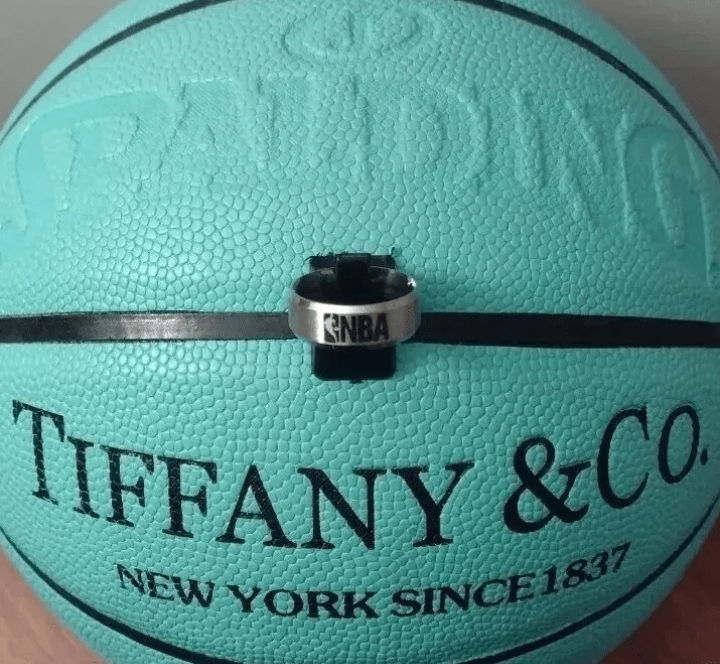 SPALDING
NBA
TIFFANY & CO.
NEW YORK SINCE 1837